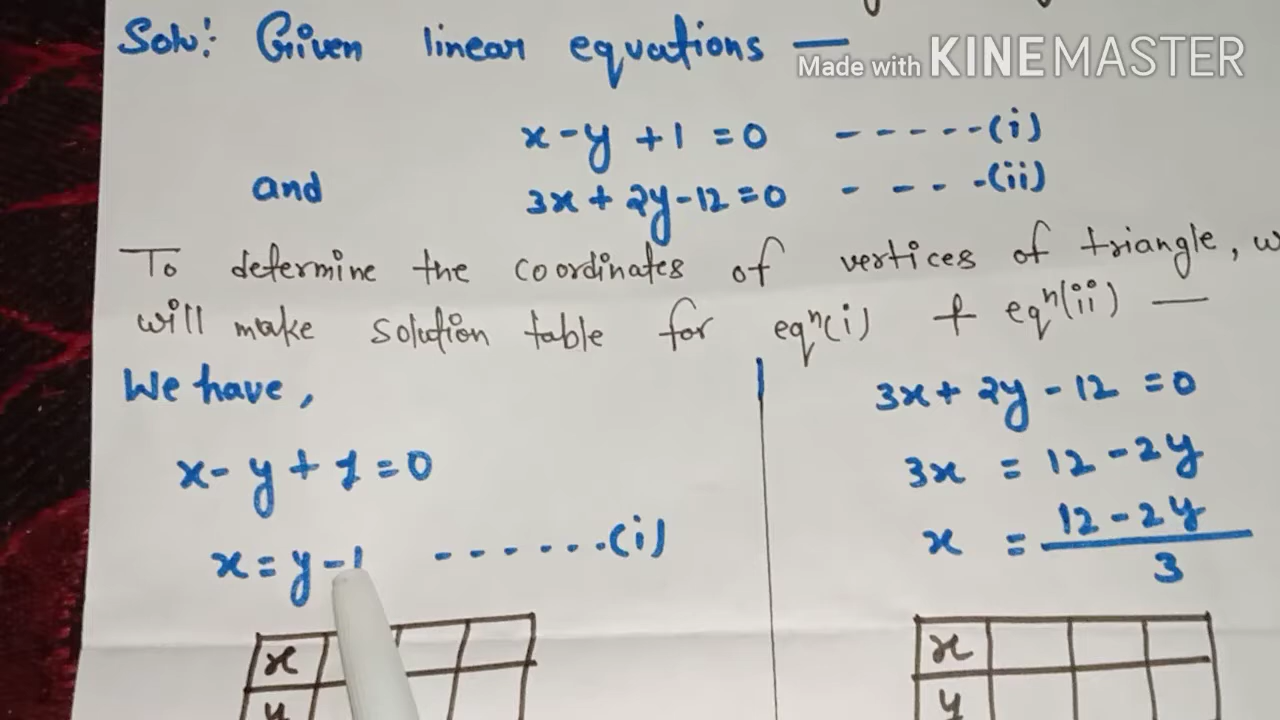 Solu: Given linear equations —
Made with KINEMASTER
x - y + 1 = 0 ------(i)
and 3x + 2y - 12 = 0 - - - -(ii)
To determine the coordinates of vertices of triangle, w
will make solution table for eqⁿ(i) & eqⁿ(ii) —
We have,
x - y + 1 = 0
x = y - 1 -------(i)
x
y
3x + 2y - 12 = 0
3x = 12 - 2y
x = 12 - 2y
3
x
y